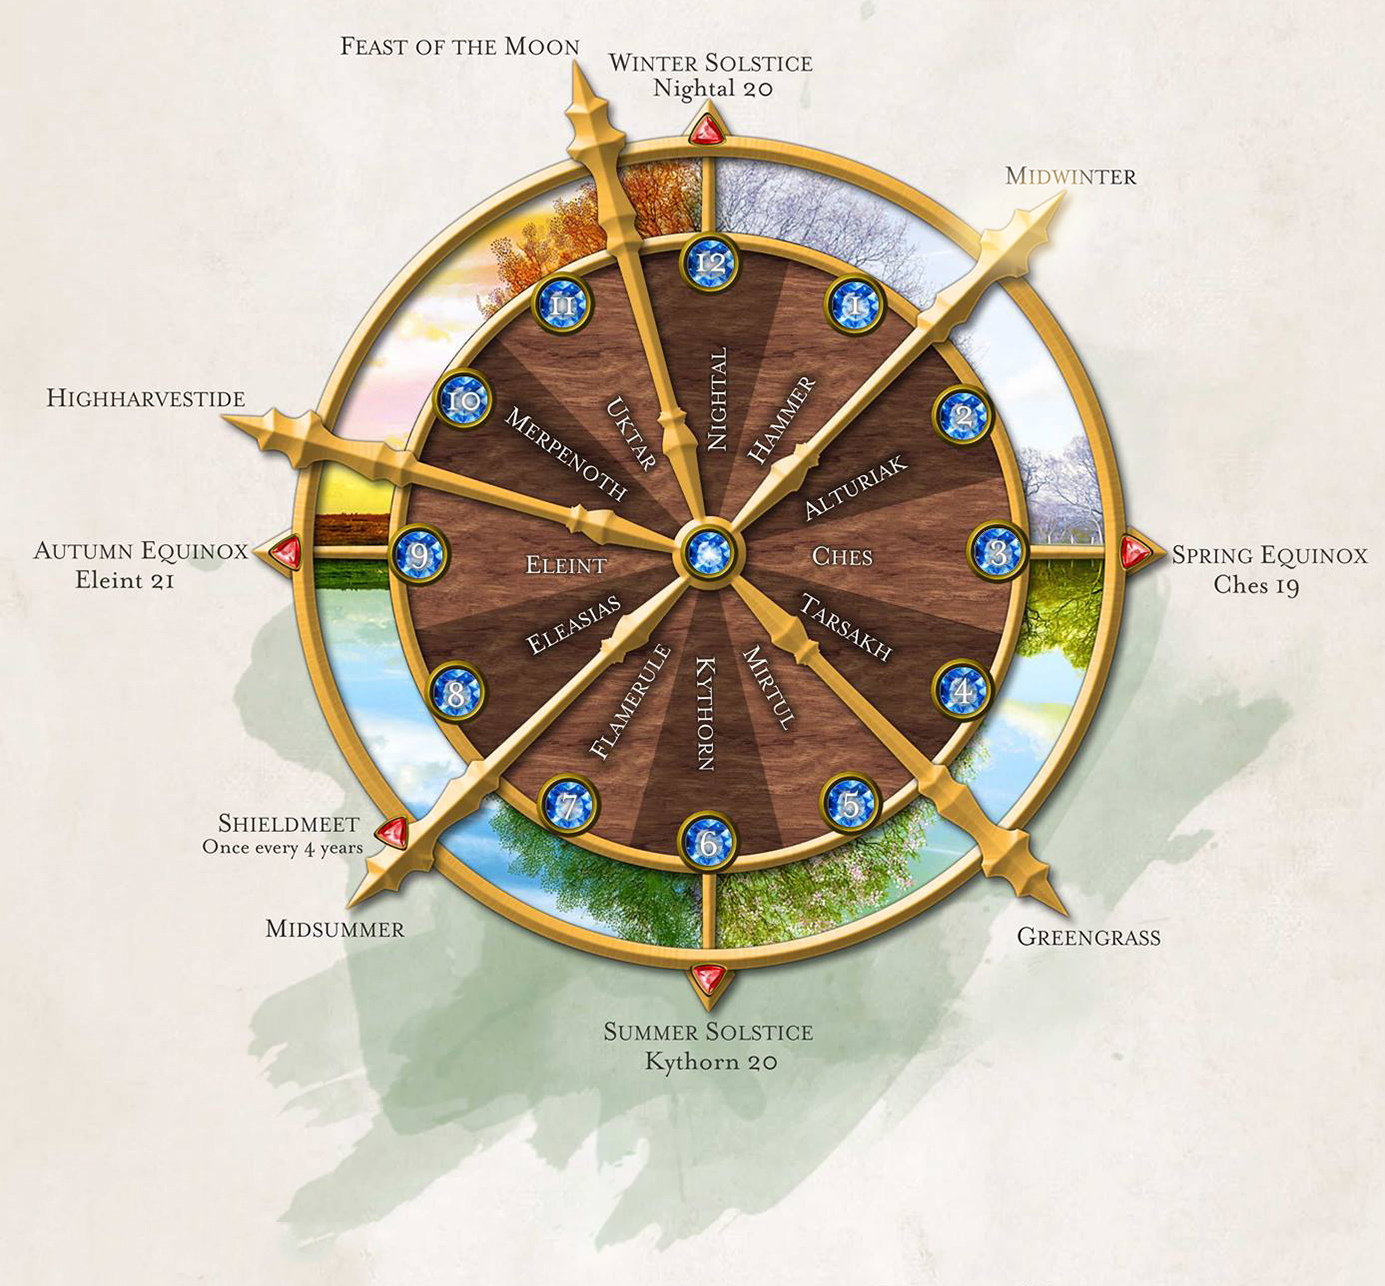 FEAST OF THE MOON
WINTER SOLSTICE
Nightal 20
MIDWINTER
HIGHHARVESTIDE
AUTUMN EQUINOX
Eleint 21
SPRING EQUINOX
Ches 19
SHIELDMEET
Once every 4 years
MIDSUMMER
GREENGRASS
SUMMER SOLSTICE
Kythorn 20
12
NIGHTAL
1
HAMMER
2
ALTURIAK
3
CHES
4
TARSAKH
5
MIRTUL
6
KYTHORN
7
FLAMERULE
8
ELEASIAS
9
ELEINT
10
MERPENOTH
11
UKTAR